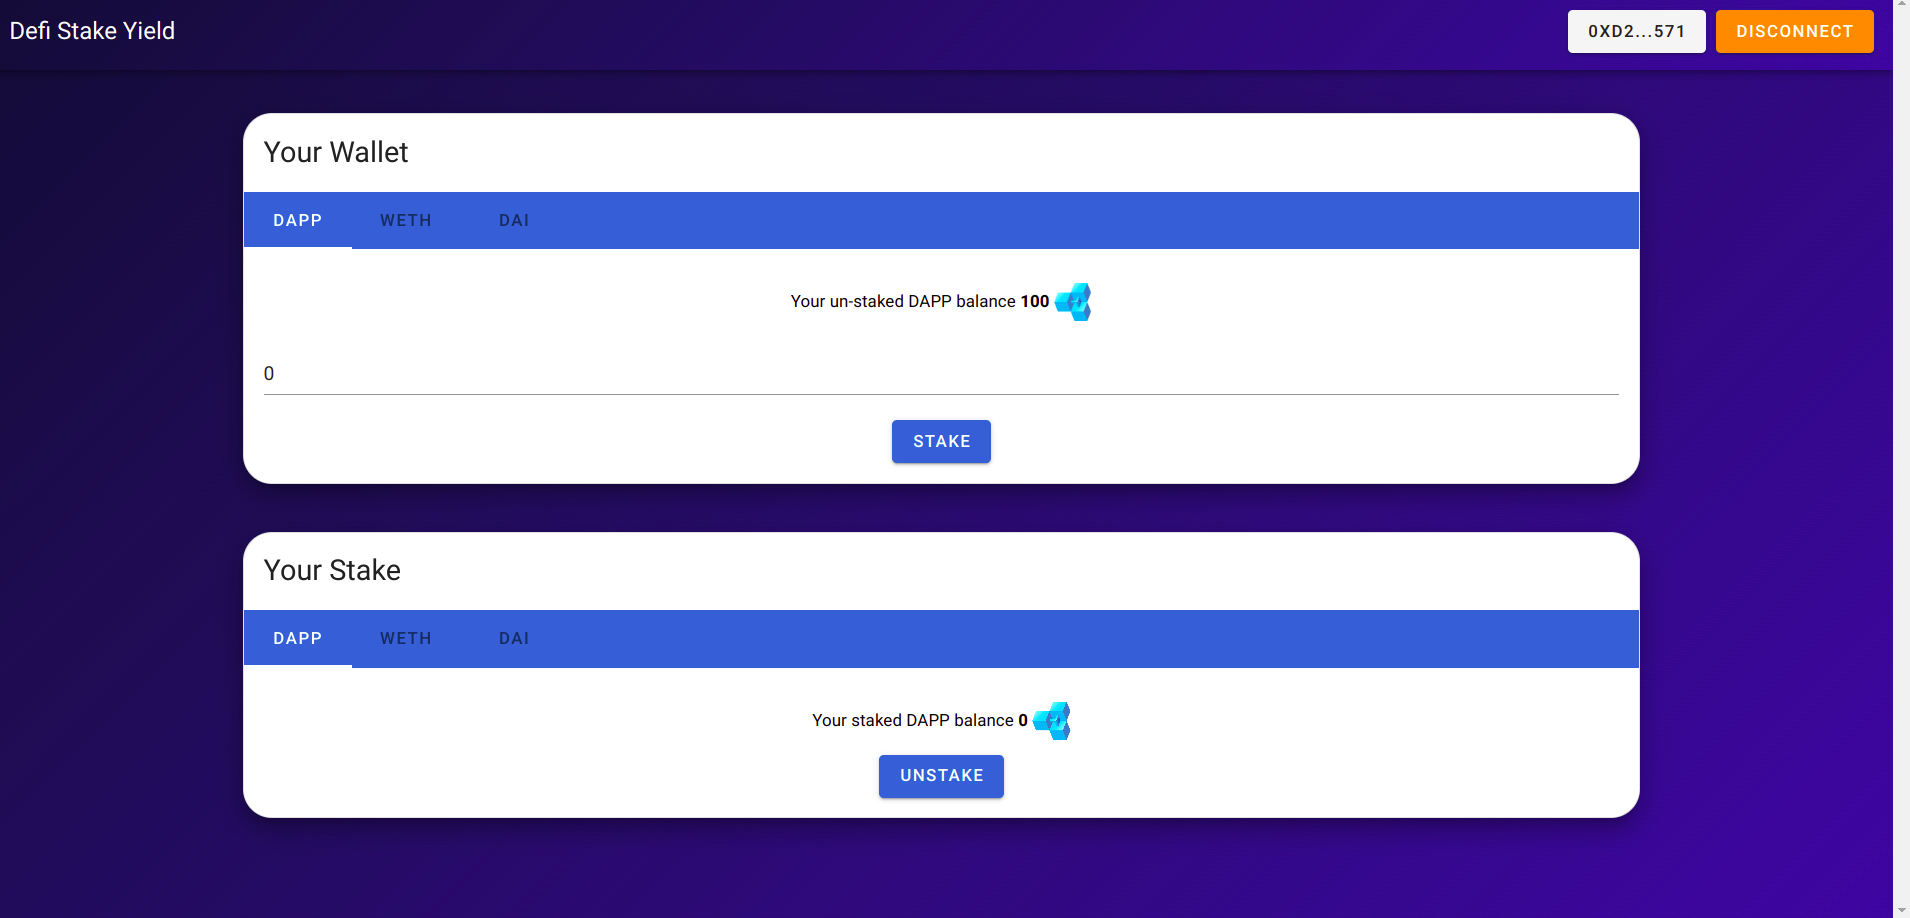 Defi Stake Yield
0XD2...571
DISCONNECT
Your Wallet
DAPP WETH DAI
Your un-staked DAPP balance 100
0
STAKE
Your Stake
DAPP WETH DAI
Your staked DAPP balance 0
UNSTAKE